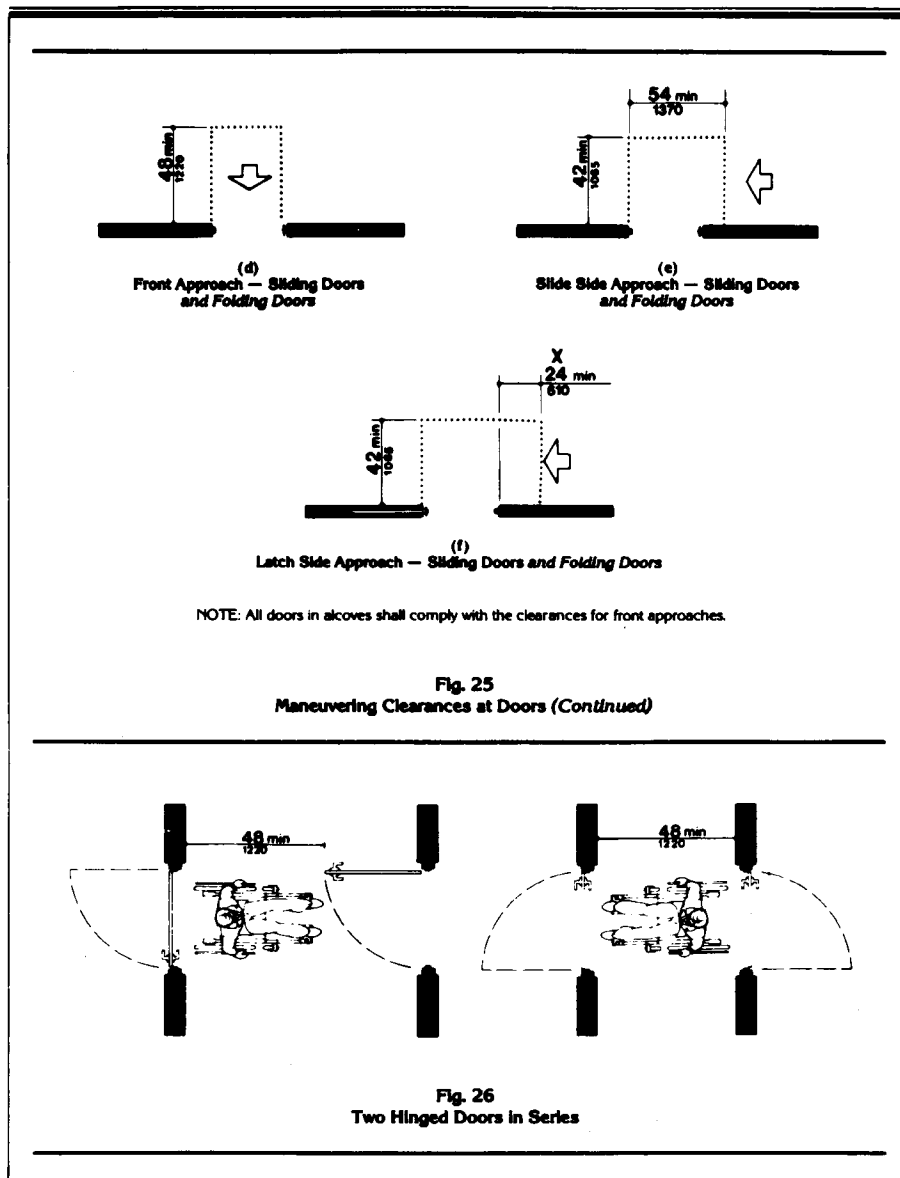 48 min
1220
(d)
Front Approach — Sliding Doors
and Folding Doors
54 min
1370
42 min
1065
(e)
Slide Side Approach — Sliding Doors
and Folding Doors
X
24 min
610
42 min
1065
(f)
Latch Side Approach — Sliding Doors and Folding Doors
NOTE: All doors in alcoves shall comply with the clearances for front approaches.
Fig. 25
Maneuvering Clearances at Doors (Continued)
48 min
1220
48 min
1220
Fig. 26
Two Hinged Doors in Series